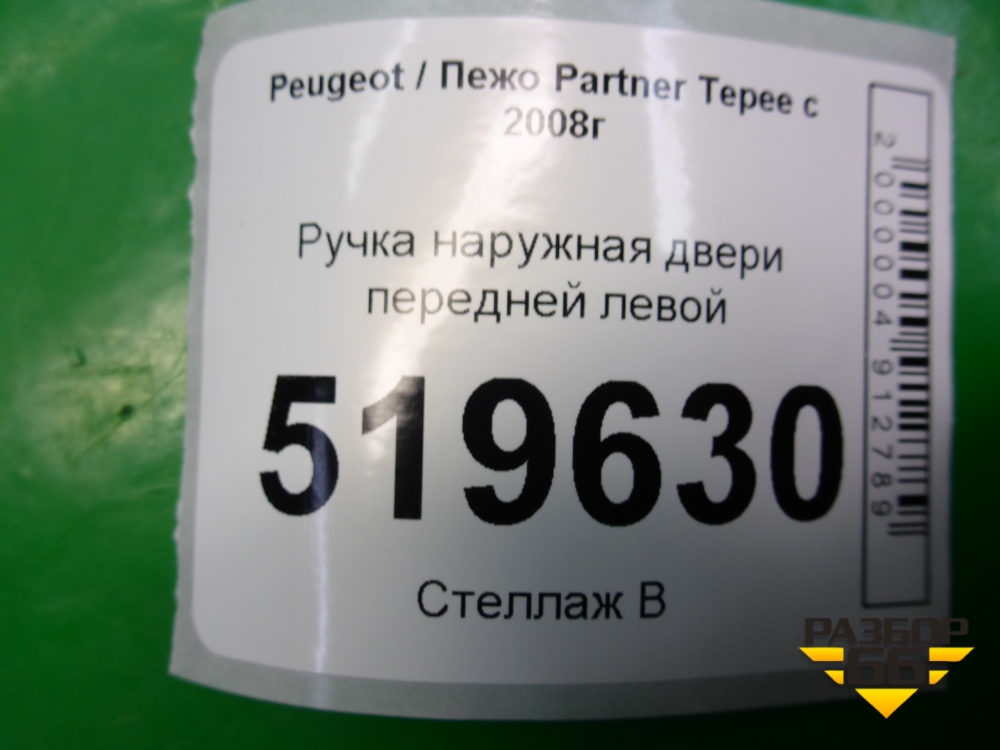 Peugeot / Пежо Partner Tepee с
2008г
Ручка наружная двери
передней левой
519630
Стеллаж В
2000004912789
РАЗБОР
66